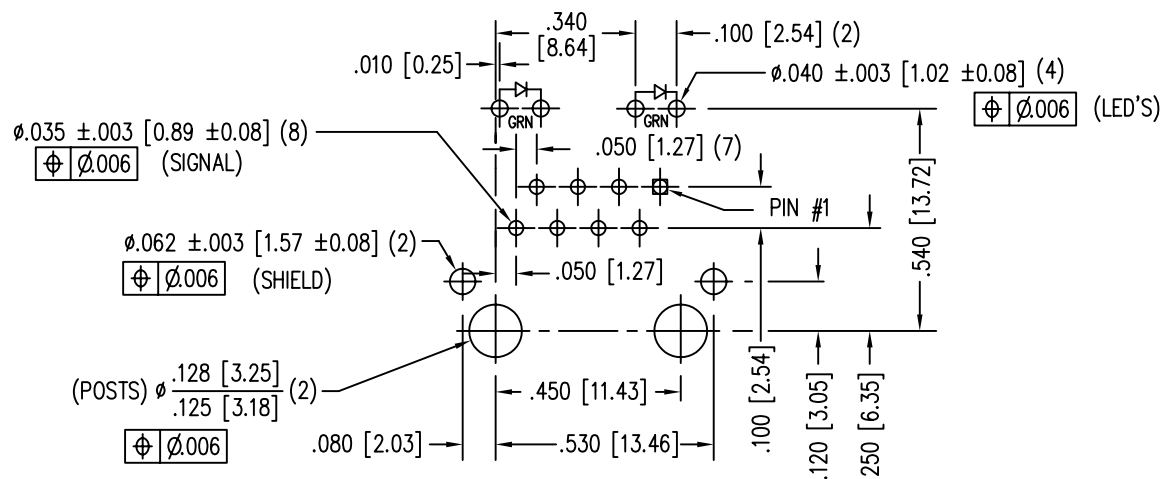 .340
[8.64]
.100 [2.54] (2)
.010 [0.25]
ø.040 ±.003 [1.02 ±0.08] (4)
⌖ Ø.006 (LED'S)
GRN
GRN
ø.035 ±.003 [0.89 ±0.08] (8)
⌖ Ø.006 (SIGNAL)
.050 [1.27] (7)
PIN #1
.540 [13.72]
ø.062 ±.003 [1.57 ±0.08] (2)
⌖ Ø.006 (SHIELD)
.050 [1.27]
(POSTS) ø .128 [3.25] (2)
.125 [3.18]
⌖ Ø.006
.450 [11.43]
.080 [2.03]
.530 [13.46]
.100 [2.54]
.120 [3.05]
250 [6.35]